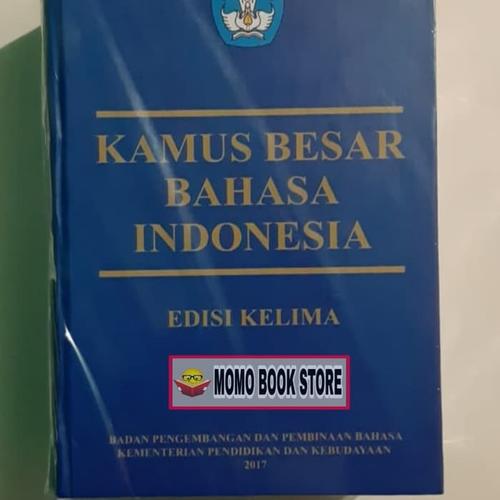 KAMUS BESAR
BAHASA
INDONESIA
EDISI KELIMA
MOMO BOOK STORE
BADAN PENGEMBANGAN DAN PEMBINAAN BAHASA
KEMENTERIAN PENDIDIKAN DAN KEBUDAYAAN
2017